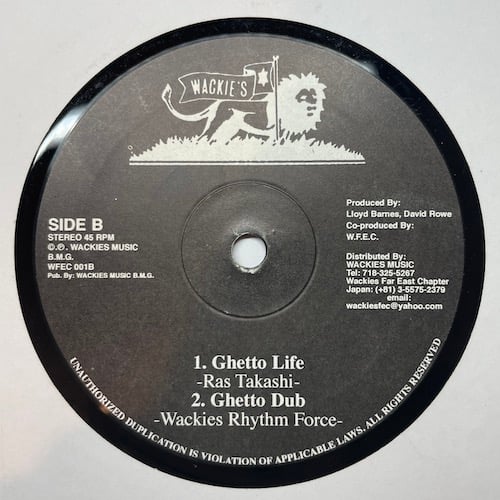 WACKIE'S
SIDE B
STEREO 45 RPM
©.℗. WACKIES MUSIC
B.M.G.
WFEC 001B
Pub. By: WACKIES MUSIC B.M.G.
Produced By:
Lloyd Barnes, David Rowe
Co-produced By:
W.F.E.C.
Distributed By:
WACKIES MUSIC
Tel: 718-325-5267
Wackies Far East Chapter
Japan: (+81) 3-5575-2379
email:
wackiesfec@yahoo.com
1. Ghetto Life
-Ras Takashi-
2. Ghetto Dub
-Wackies Rhythm Force-
UNAUTHORIZED DUPLICATION IS VIOLATION OF APPLICABLE LAWS, ALL RIGHTS RESERVED